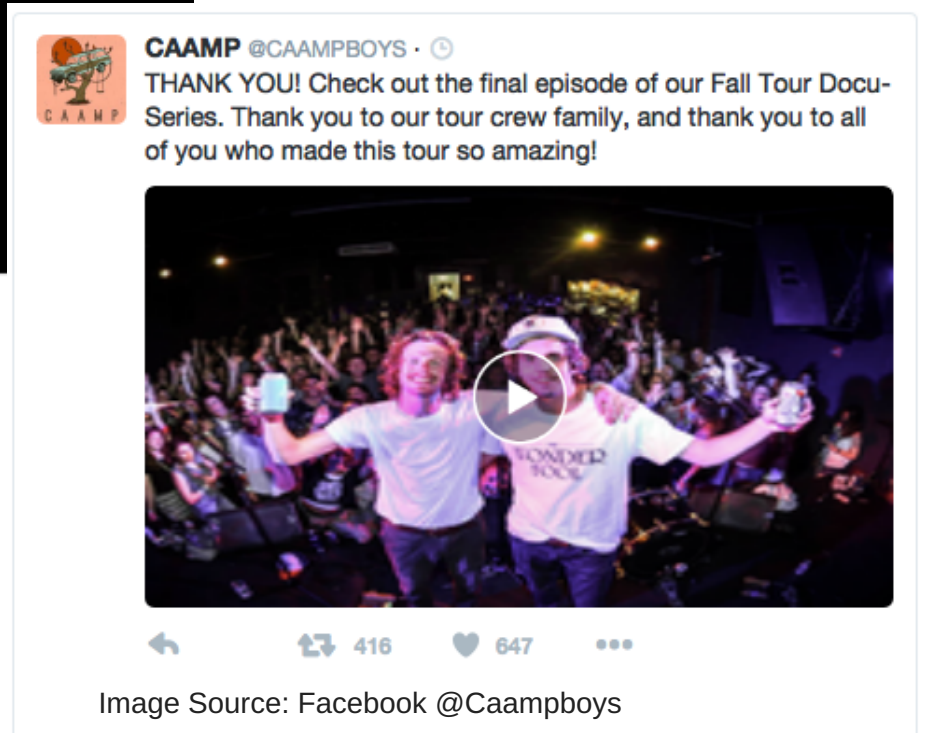 CAAMP @CAAMPBOYS ·
THANK YOU! Check out the final episode of our Fall Tour Docu-
Series. Thank you to our tour crew family, and thank you to all
of you who made this tour so amazing!
CAAMP
WONDER
TOUR
416 647
Image Source: Facebook @Caampboys